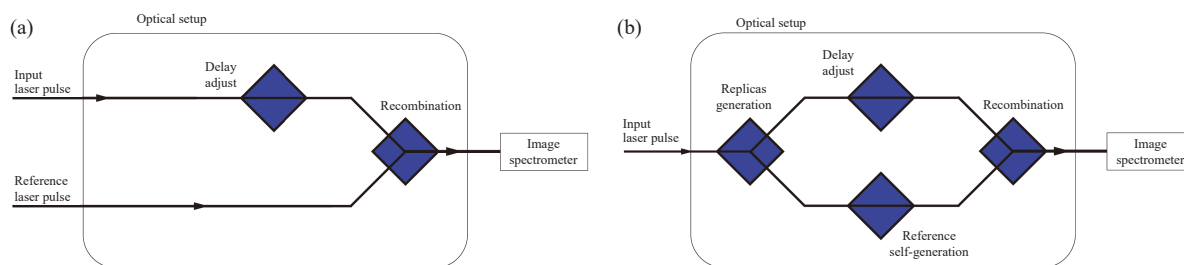 (a)
Optical setup
Input
laser pulse
Delay
adjust
Recombination
Image
spectrometer
Reference
laser pulse
(b)
Optical setup
Input
laser pulse
Replicas
generation
Delay
adjust
Recombination
Image
spectrometer
Reference
self-generation